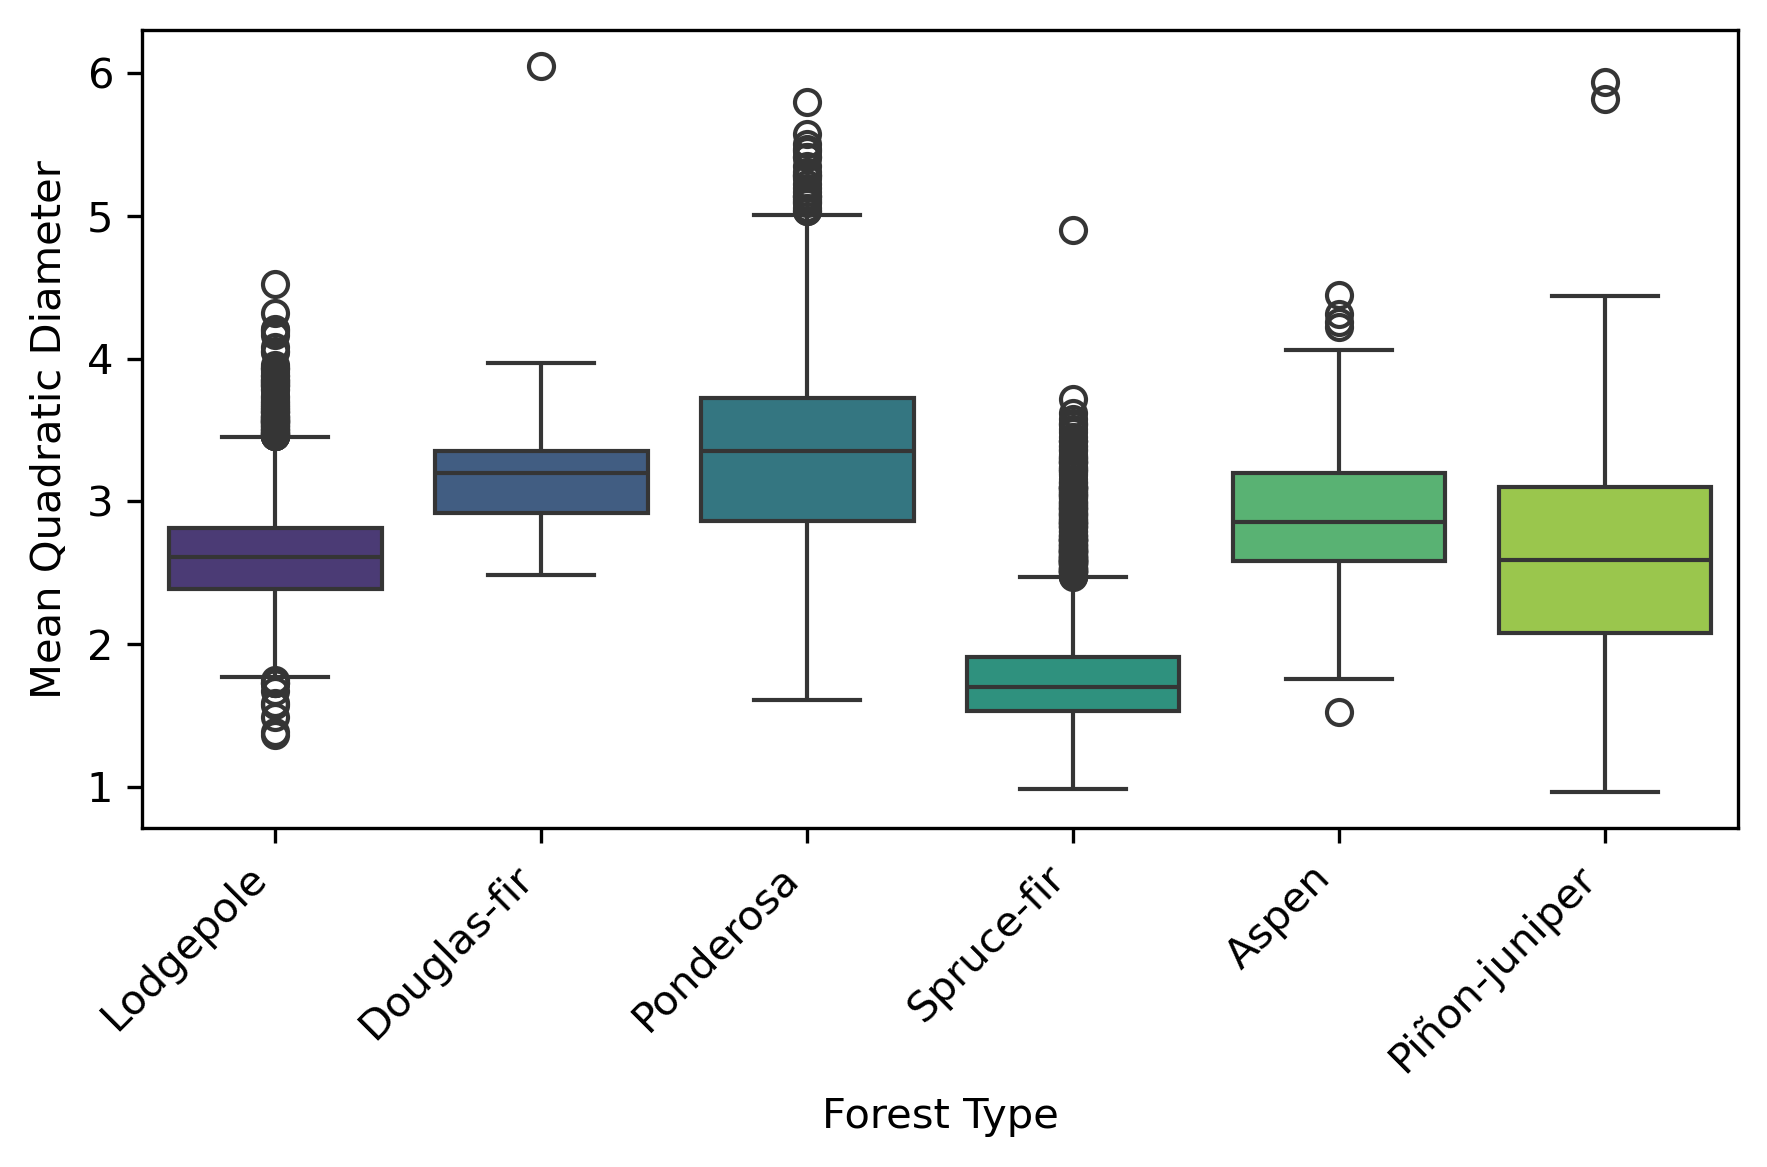 Mean Quadratic Diameter
6
5
4
3
2
1
Lodgepole
Douglas-fir
Ponderosa
Spruce-fir
Aspen
Piñon-juniper
Forest Type